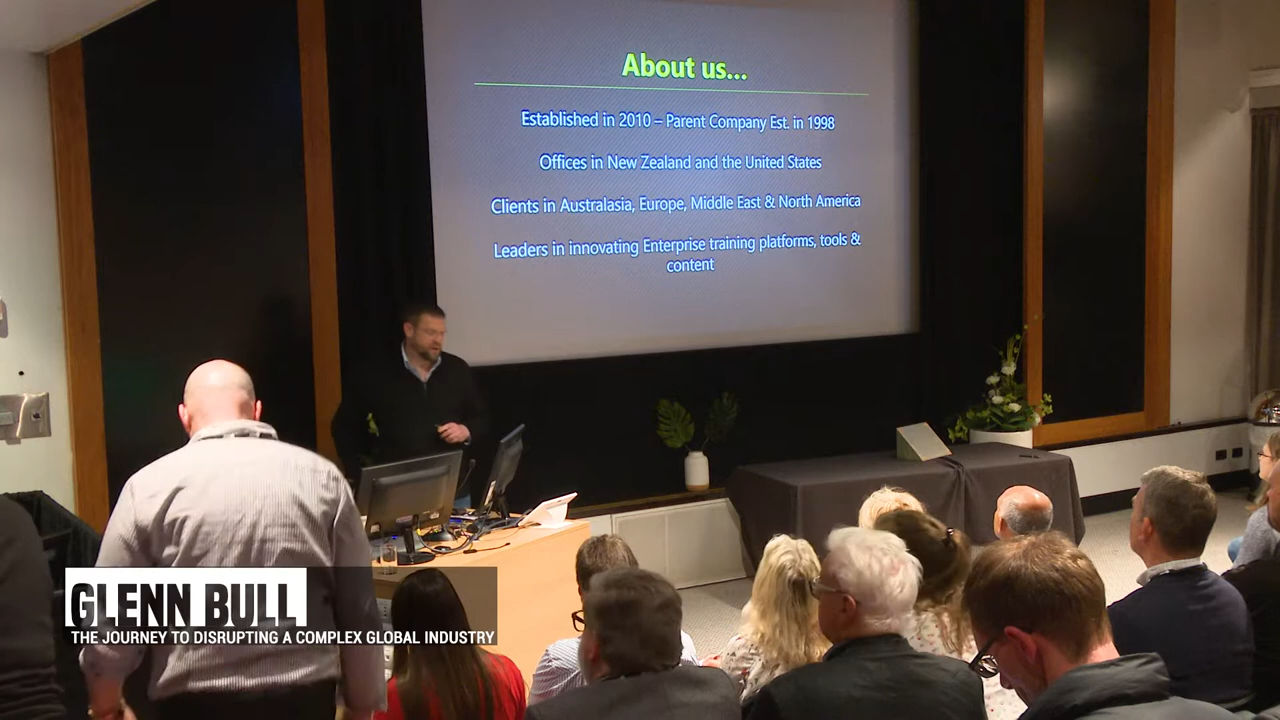 About us...
Established in 2010 – Parent Company Est. in 1998
Offices in New Zealand and the United States
Clients in Australasia, Europe, Middle East & North America
Leaders in innovating Enterprise training platforms, tools &
content
GLENN BULL
THE JOURNEY TO DISRUPTING A COMPLEX GLOBAL INDUSTRY